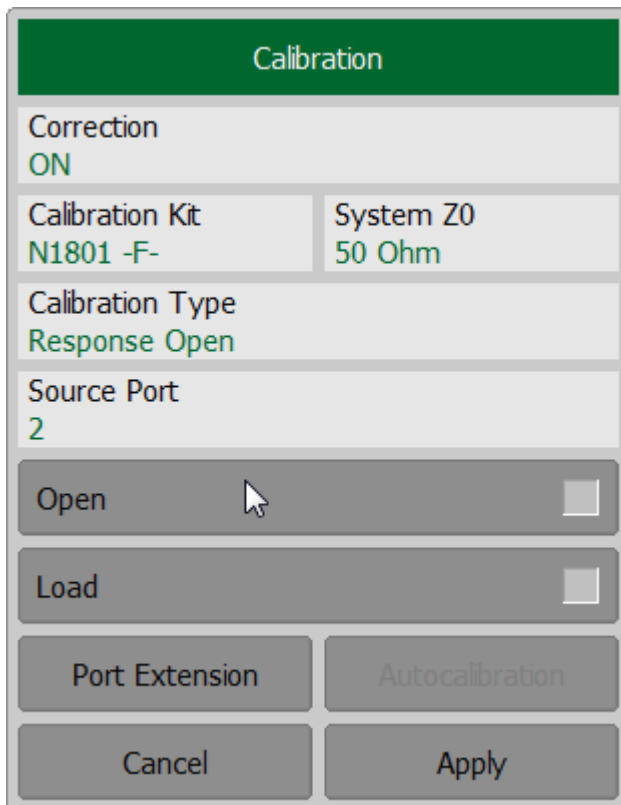 Calibration
Correction
ON
Calibration Kit
N1801 -F-
System Z0
50 Ohm
Calibration Type
Response Open
Source Port
2
Open
Load
Port Extension
Autocalibration
Cancel
Apply